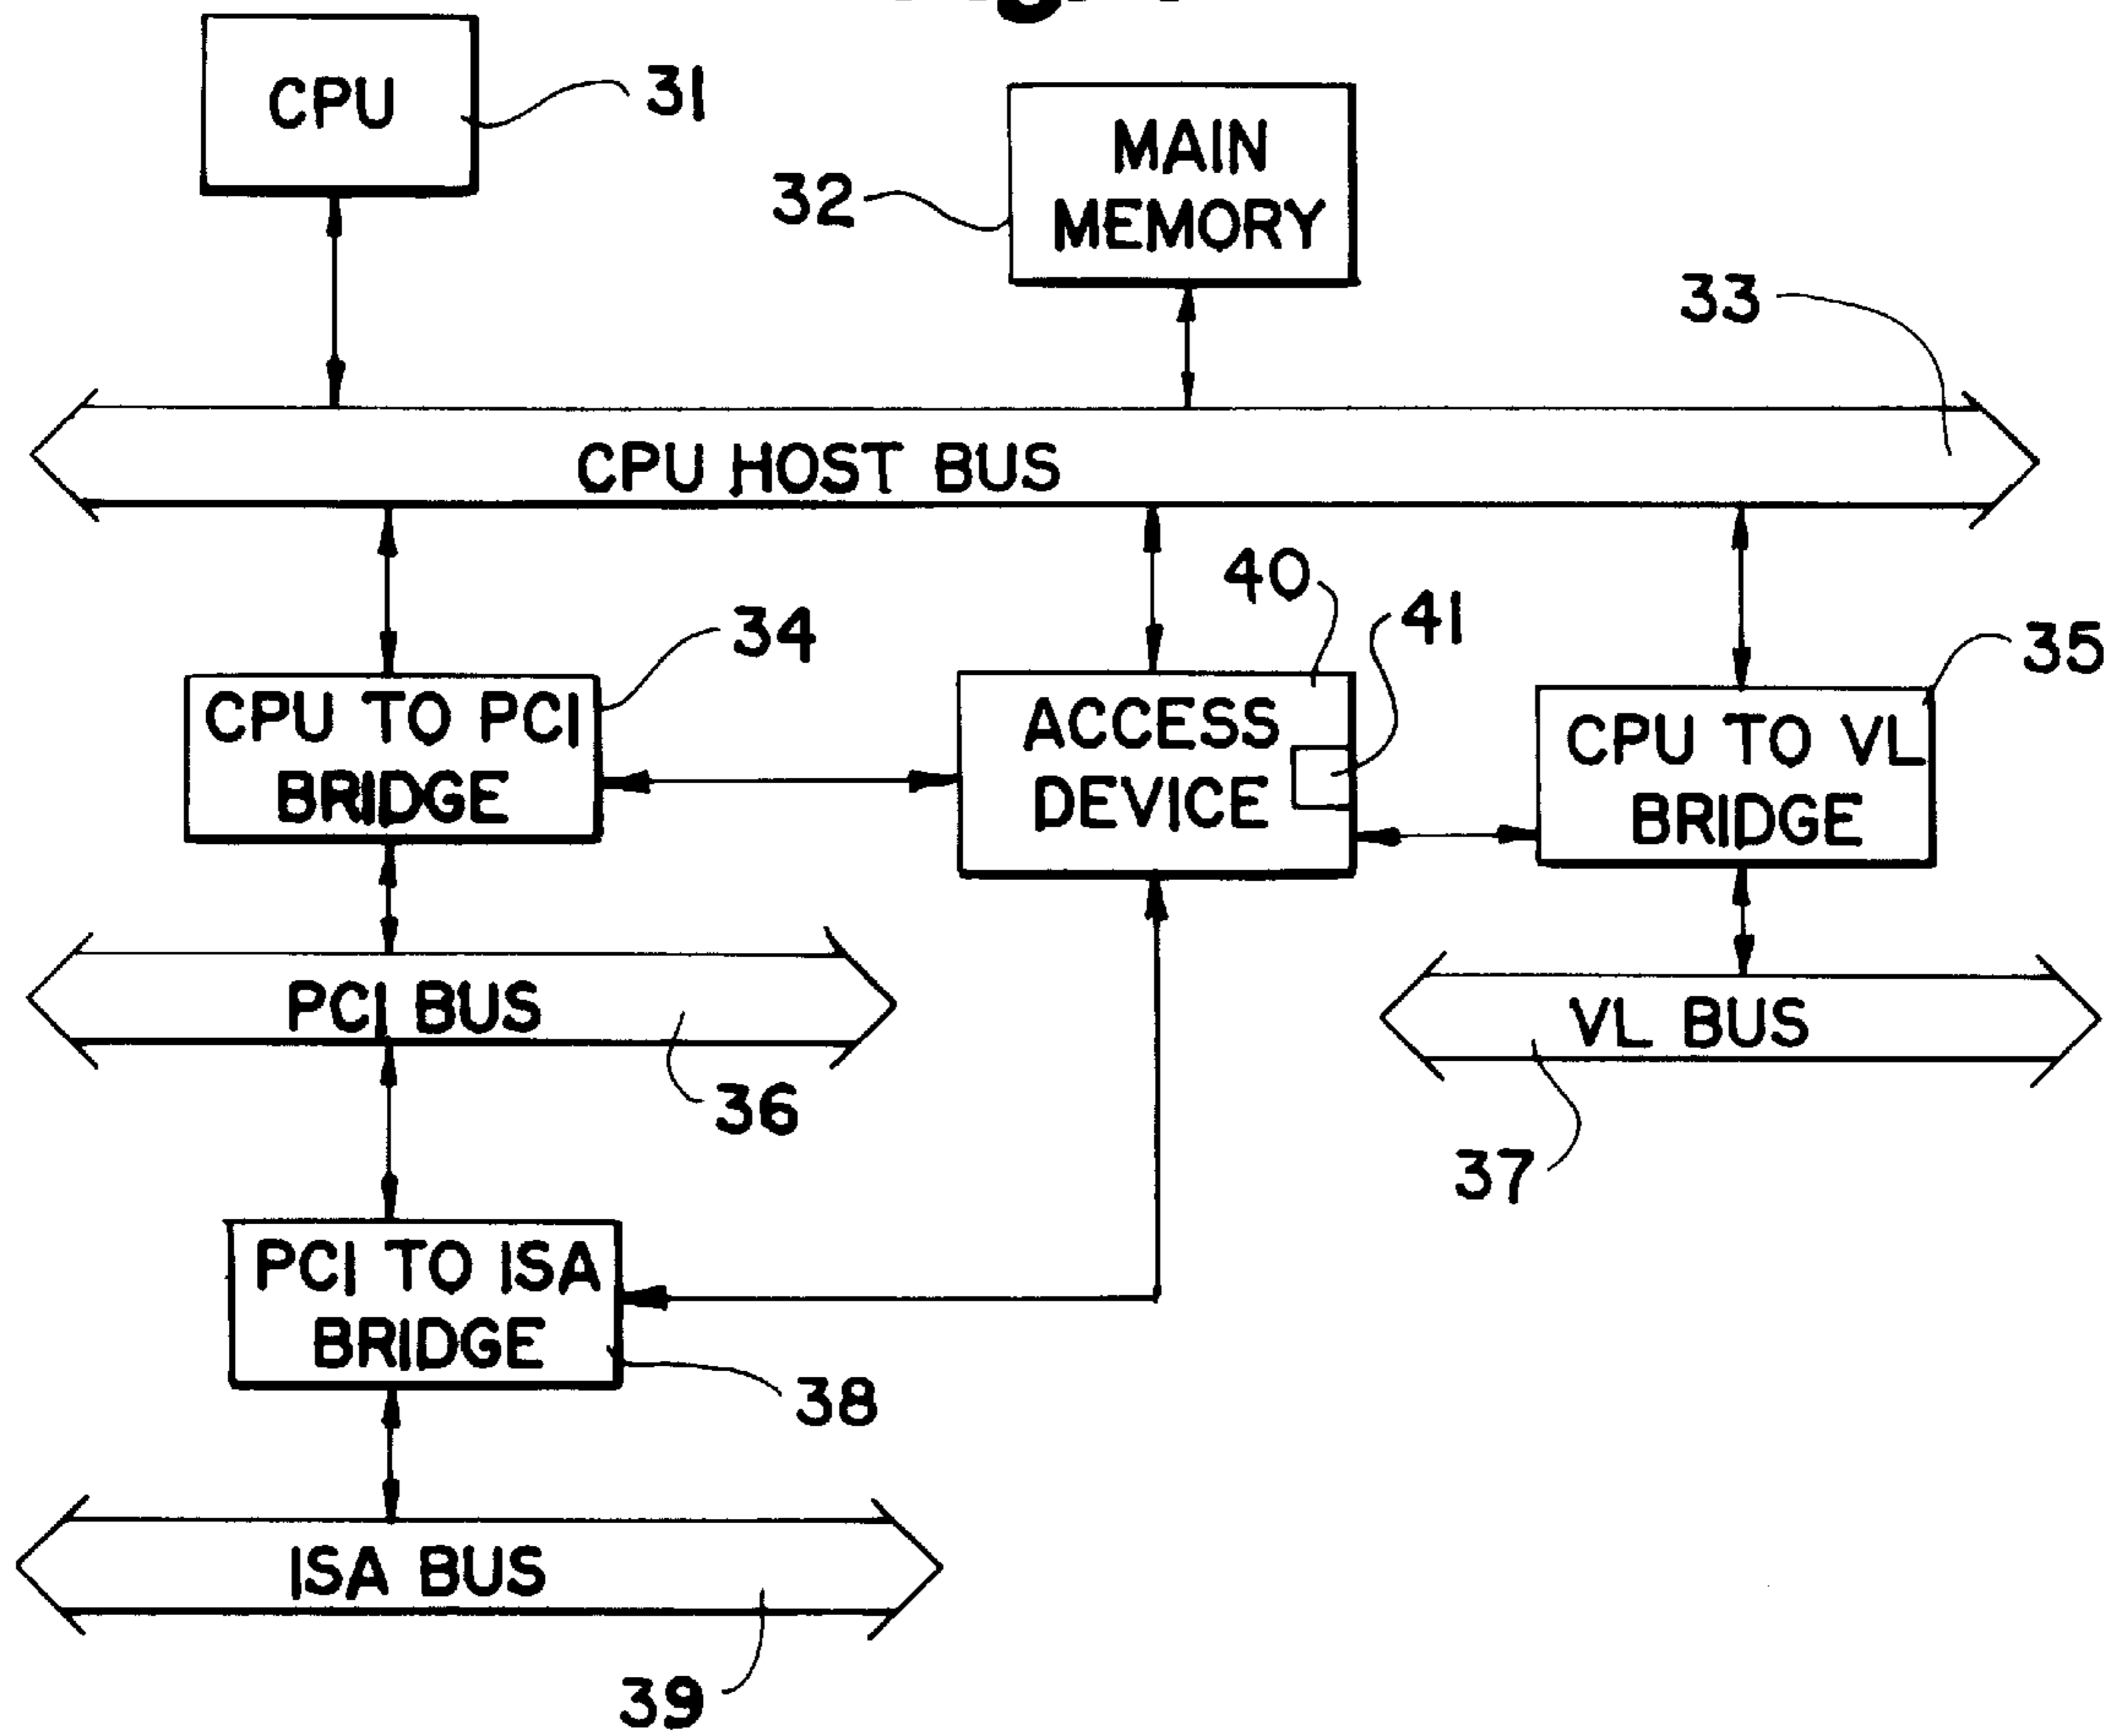 CPU
31
MAIN
MEMORY
32
33
CPU HOST BUS
40
41
34
35
CPU TO PCI
BRIDGE
ACCESS
DEVICE
CPU TO VL
BRIDGE
PCI BUS
36
VL BUS
37
PCI TO ISA
BRIDGE
38
ISA BUS
39